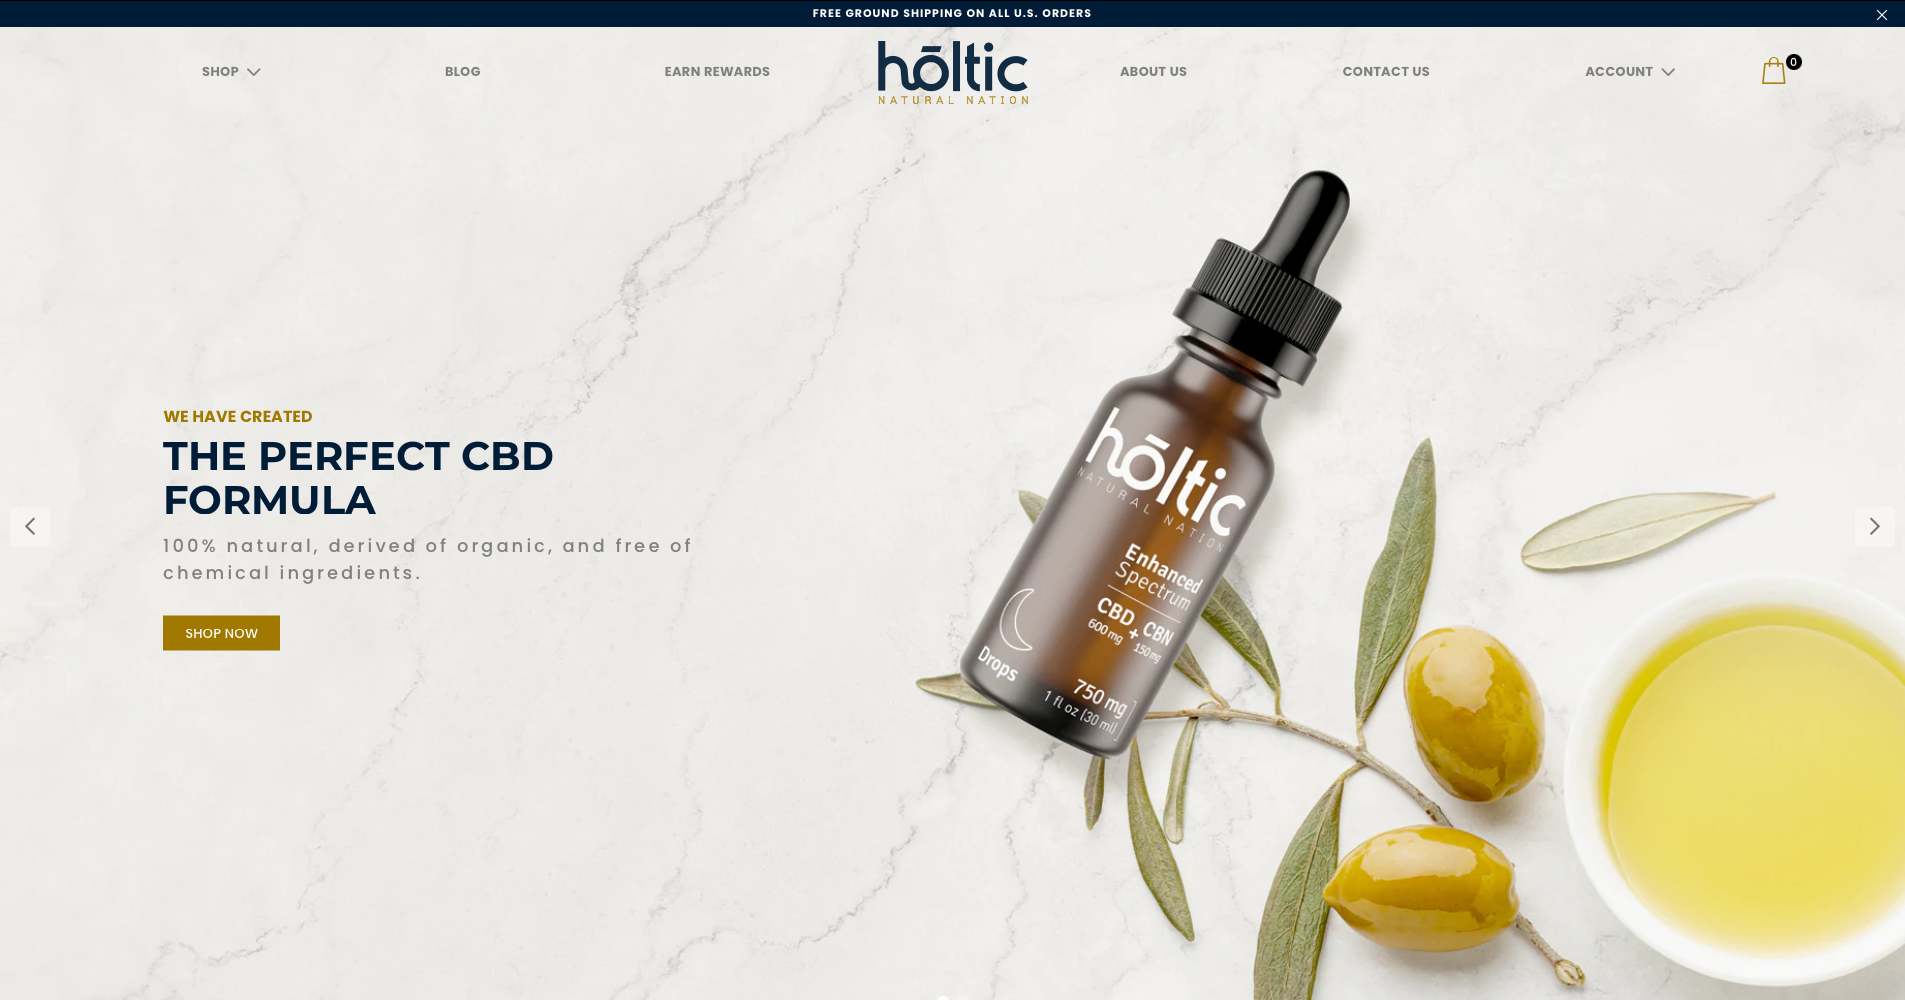 FREE GROUND SHIPPING ON ALL U.S. ORDERS
SHOP
BLOG
EARN REWARDS
hōltic
NATURAL NATION
ABOUT US
CONTACT US
ACCOUNT
0
WE HAVE CREATED
THE PERFECT CBD
FORMULA
100% natural, derived of organic, and free of
chemical ingredients.
SHOP NOW
hōltic
NATURAL NATION
Enhanced
Spectrum
CBD + CBN
600 mg 150 mg
Drops
750 mg
1 fl oz [30 ml]